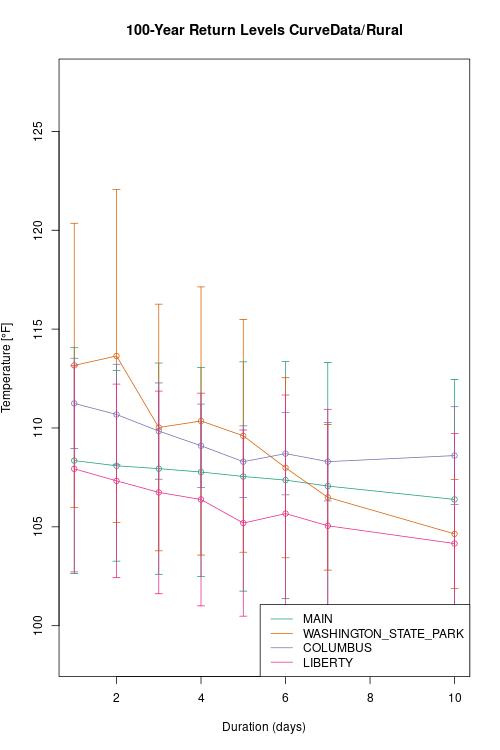 100-Year Return Levels CurveData/Rural
125
120
115
110
105
100
Temperature [°F]
2
4
6
8
10
Duration (days)
MAIN
WASHINGTON_STATE_PARK
COLUMBUS
LIBERTY